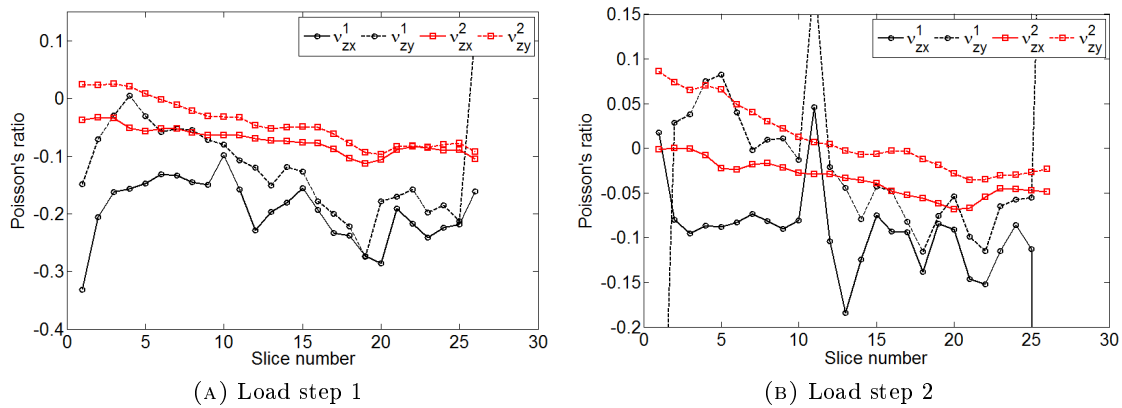 0.1
0
-0.1
-0.2
-0.3
-0.4
0 5 10 15 20 25 30
Poisson's ratio
Slice number
ν¹zx ν¹zy ν²zx ν²zy
(A) Load step 1
0.15
0.1
0.05
0
-0.05
-0.1
-0.15
-0.2
0 5 10 15 20 25 30
Poisson's ratio
Slice number
ν¹zx ν¹zy ν²zx ν²zy
(B) Load step 2